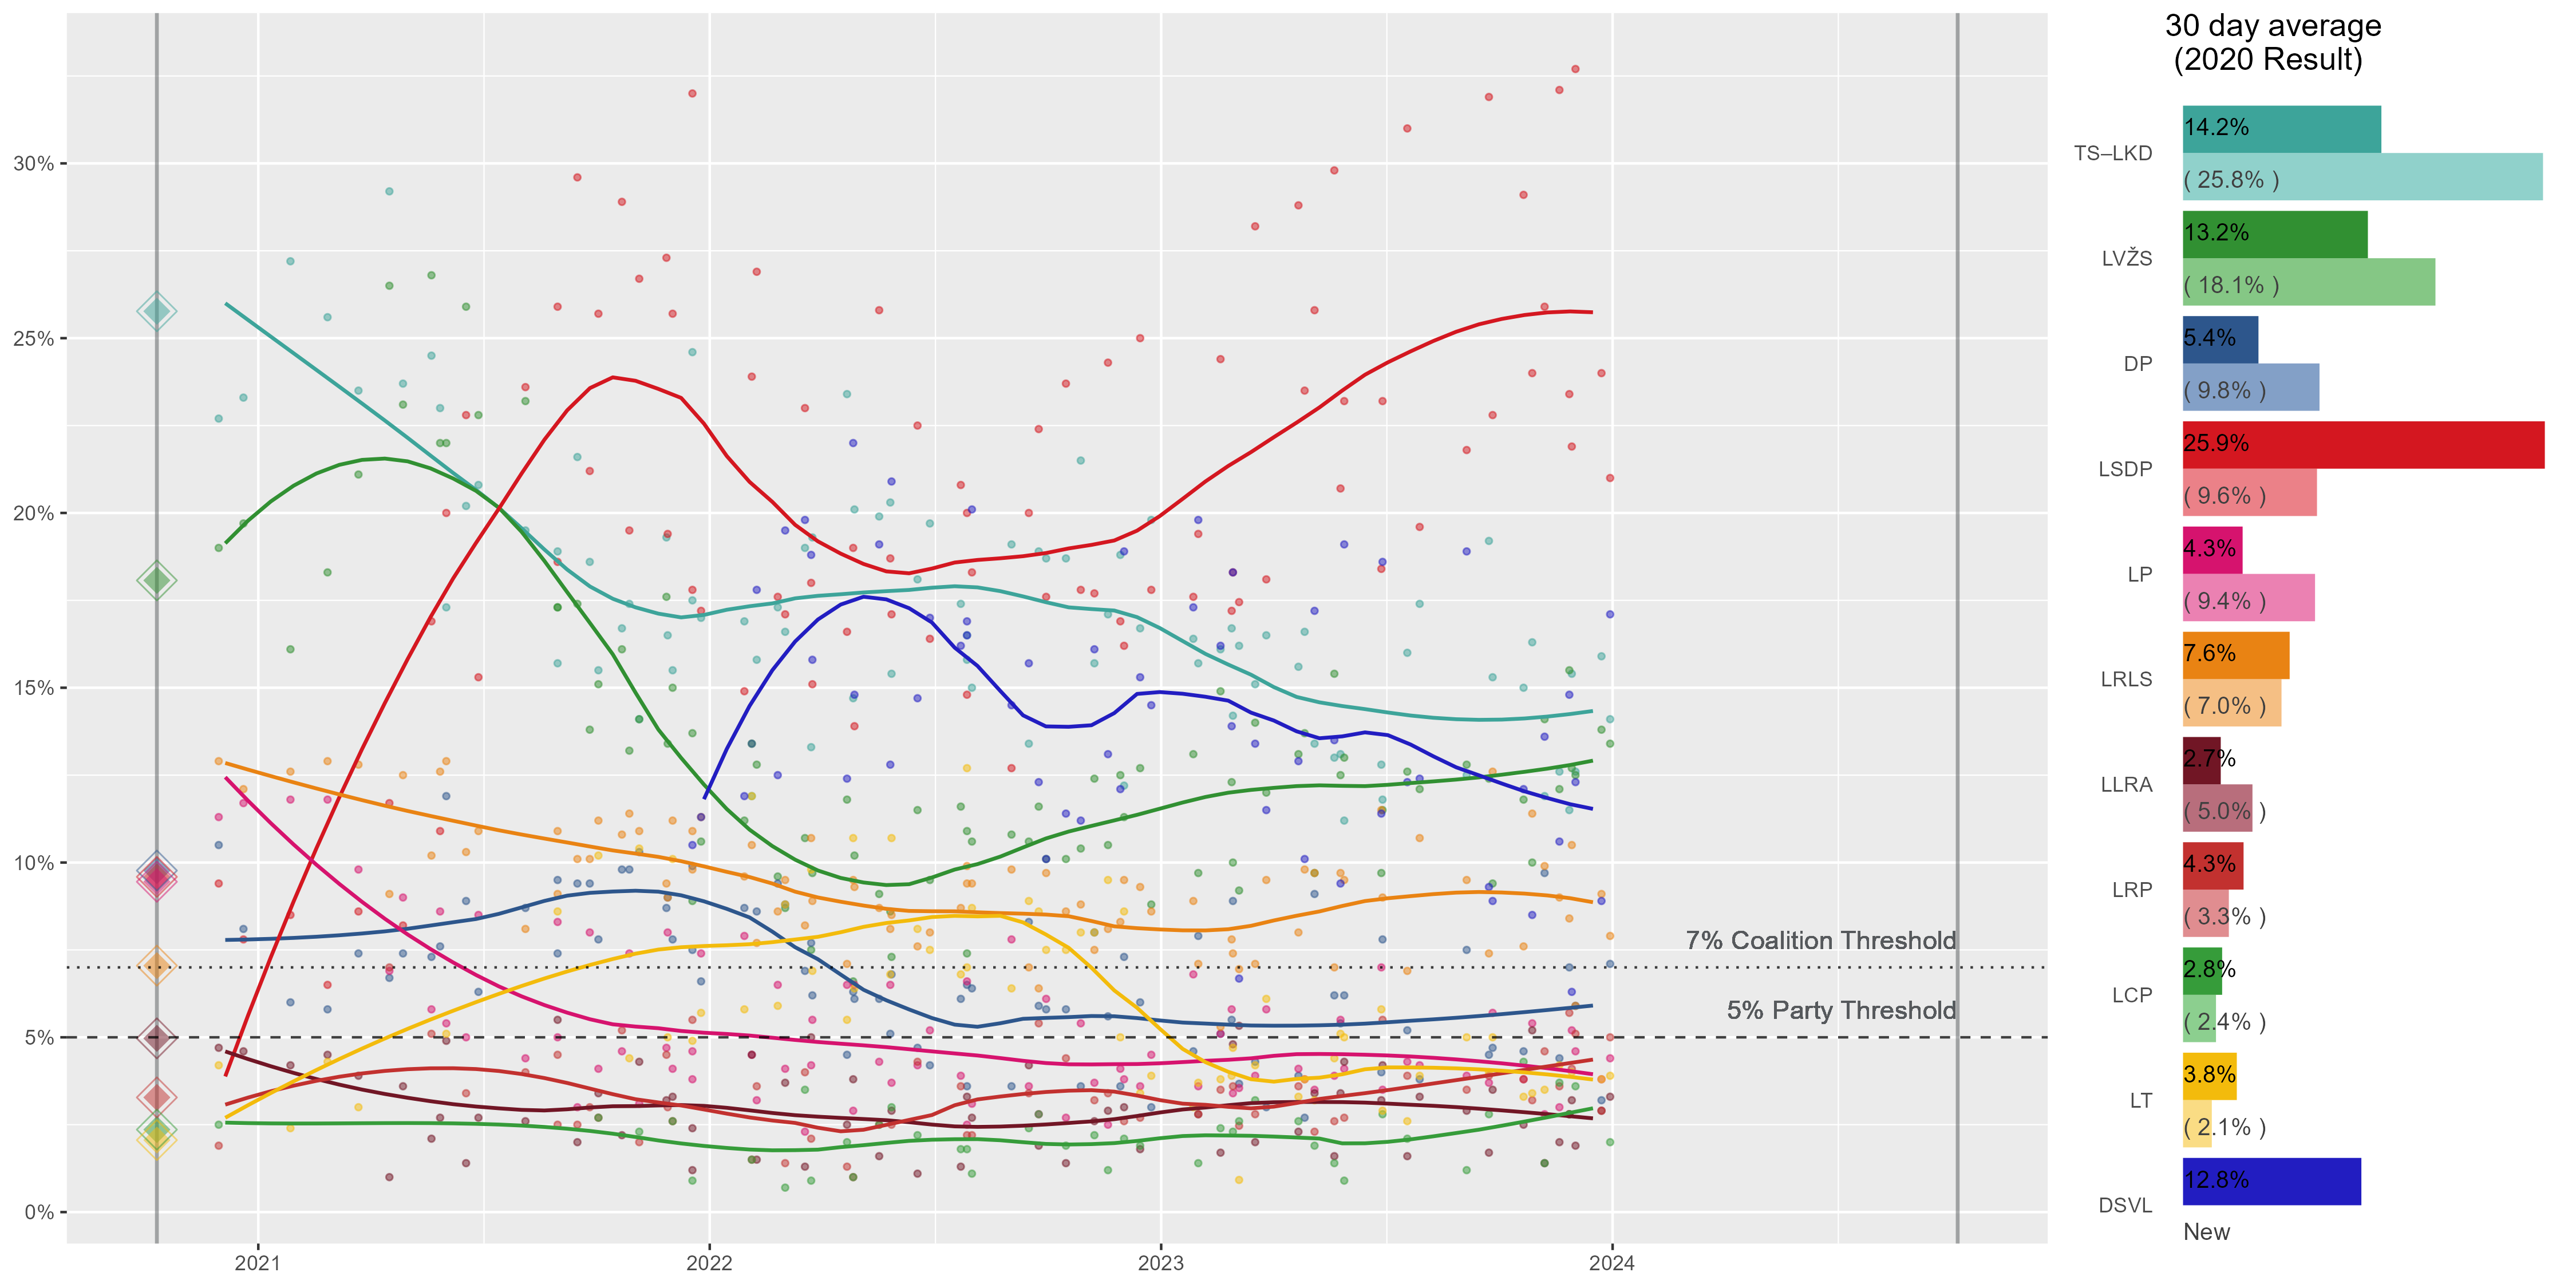 30 day average
(2020 Result)
30%
25%
20%
15%
10%
5%
0%
7% Coalition Threshold
5% Party Threshold
2021
2022
2023
2024
TS–LKD
14.2%
( 25.8% )
LVŽS
13.2%
( 18.1% )
DP
5.4%
( 9.8% )
LSDP
25.9%
( 9.6% )
LP
4.3%
( 9.4% )
LRLS
7.6%
( 7.0% )
LLRA
2.7%
( 5.0% )
LRP
4.3%
( 3.3% )
LCP
2.8%
( 2.4% )
LT
3.8%
( 2.1% )
DSVL
12.8%
New